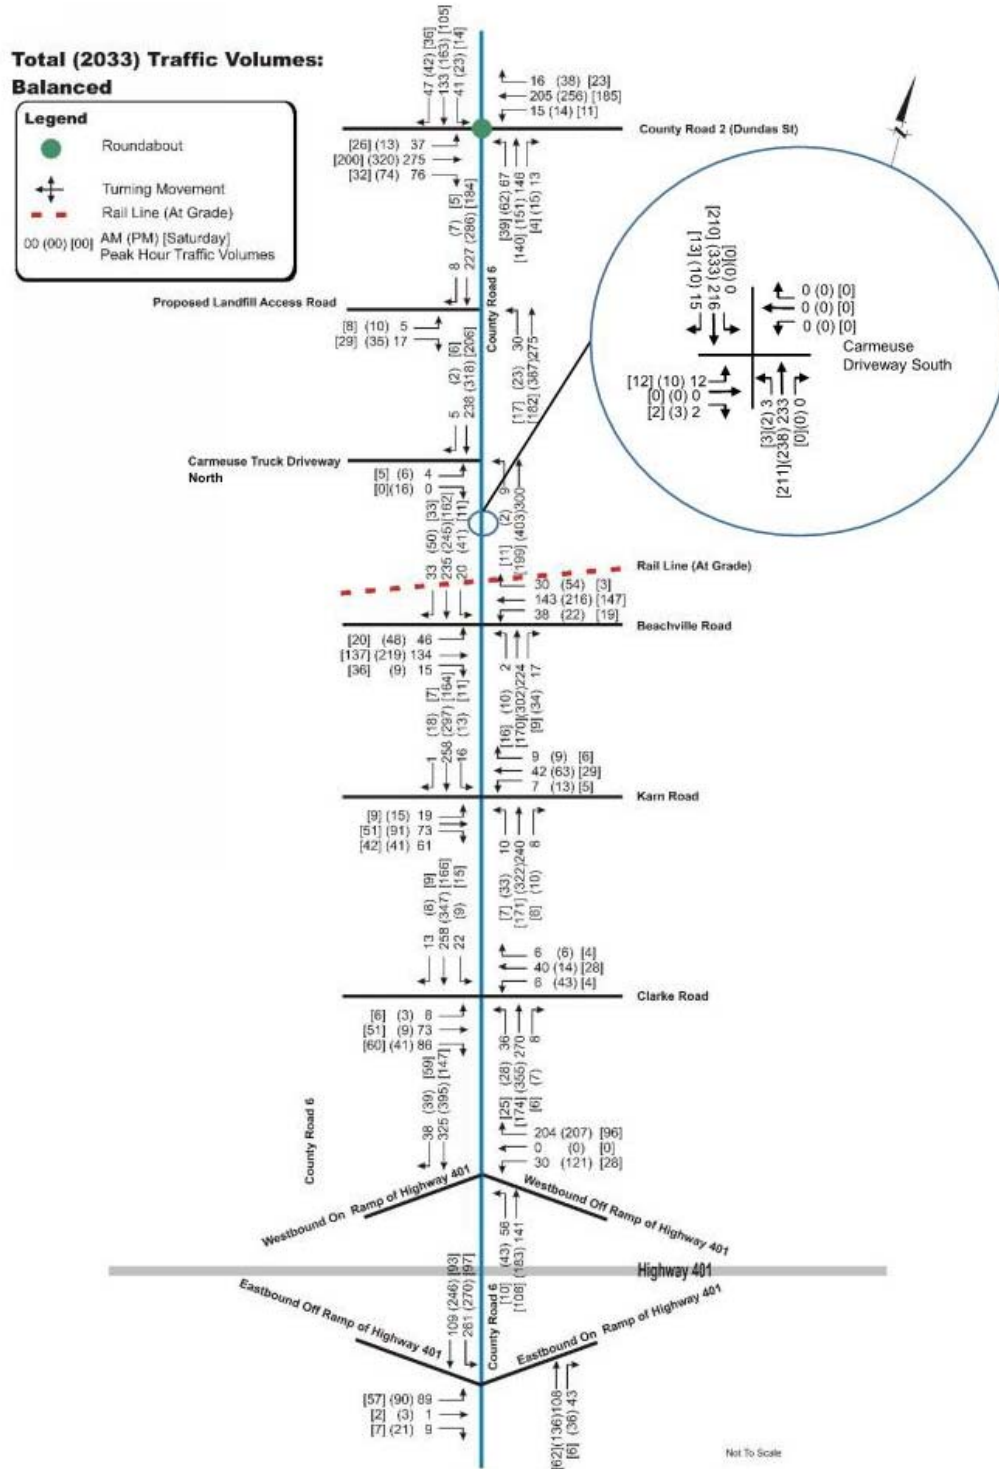 Total (2033) Traffic Volumes:
Balanced
Legend
Roundabout
Turning Movement
Rail Line (At Grade)
00 (00) [00] AM (PM) [Saturday]
Peak Hour Traffic Volumes
47 (42) [36]
133 (163) [105]
41 (23) [14]
16 (38) [23]
205 (256) [185]
15 (14) [11]
County Road 2 (Dundas St)
[26] (13) 37
[200] (320) 275
[32] (74) 76
[39] (62) 67
[140] (151) 146
[4] (15) 13
8 (7) [5]
227 (286) [184]
County Road 6
Proposed Landfill Access Road
[8] (10) 5
[29] (35) 17
[17] (23) 30
[182] (387)275
5 (2) [6]
238 (318) [206]
Carmeuse Truck Driveway
North
[5] (6) 4
[0](16) 0
[11] (2) 9
[199] (403)300
[13] (10) 15
[210] (333) 216
[0](0) 0
0 (0) [0]
0 (0) [0]
0 (0) [0]
Carmeuse
Driveway South
[12] (10) 12
[0] (0) 0
[2] (3) 2
[3](2) 3
[211](238) 233
[0](0) 0
33 (50) [33]
235 (245)[162]
20 (41) [11]
Rail Line (At Grade)
30 (54) [3]
143 (216) [147]
38 (22) [19]
Beachville Road
[20] (48) 46
[137] (219) 134
[36] (9) 15
[16] (10) 2
[170](302)224
[9] (34) 17
1 (18) [7]
258 (297) [164]
16 (13) [11]
9 (9) [6]
42 (63) [29]
7 (13) [5]
Karn Road
[9] (15) 19
[51] (91) 73
[42] (41) 61
[7] (33) 10
[171] (322)240
[8] (10) 8
13 (8) [9]
258 (347) [166]
22 (9) [15]
6 (6) [4]
40 (14) [28]
6 (43) [4]
Clarke Road
[6] (3) 8
[51] (9) 73
[60] (41) 86
[25] (28) 36
[174] (355) 270
[6] (7) 8
County Road 6
38 (39) [59]
325 (395) [147]
204 (207) [96]
0 (0) [0]
30 (121) [28]
Westbound On Ramp of Highway 401
Westbound Off Ramp of Highway 401
[10] (43) 56
[108] (183) 141
Highway 401
109 (246) [93]
261 (270) [97]
County Road 6
Eastbound Off Ramp of Highway 401
Eastbound On Ramp of Highway 401
[57] (90) 89
[2] (3) 1
[7] (21) 9
[62](136)108
[6] (36) 43
Not To Scale